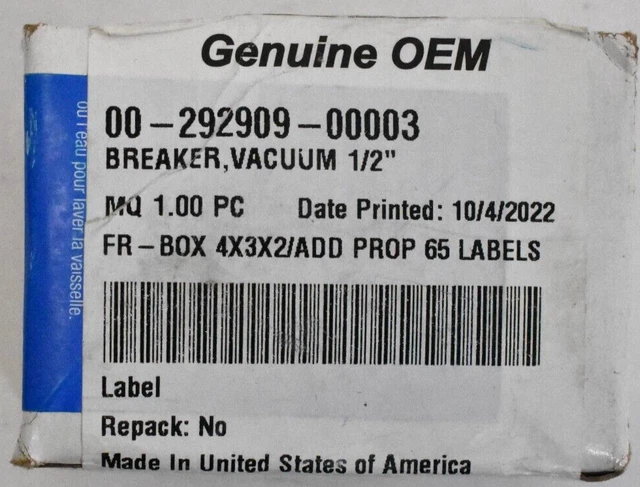 Genuine OEM
00-292909-00003
BREAKER,VACUUM 1/2"
MQ 1.00 PC Date Printed: 10/4/2022
FR-BOX 4X3X2/ADD PROP 65 LABELS
Label
Repack: No
Made In United States of America
ou l'eau pour laver la vaisselle.